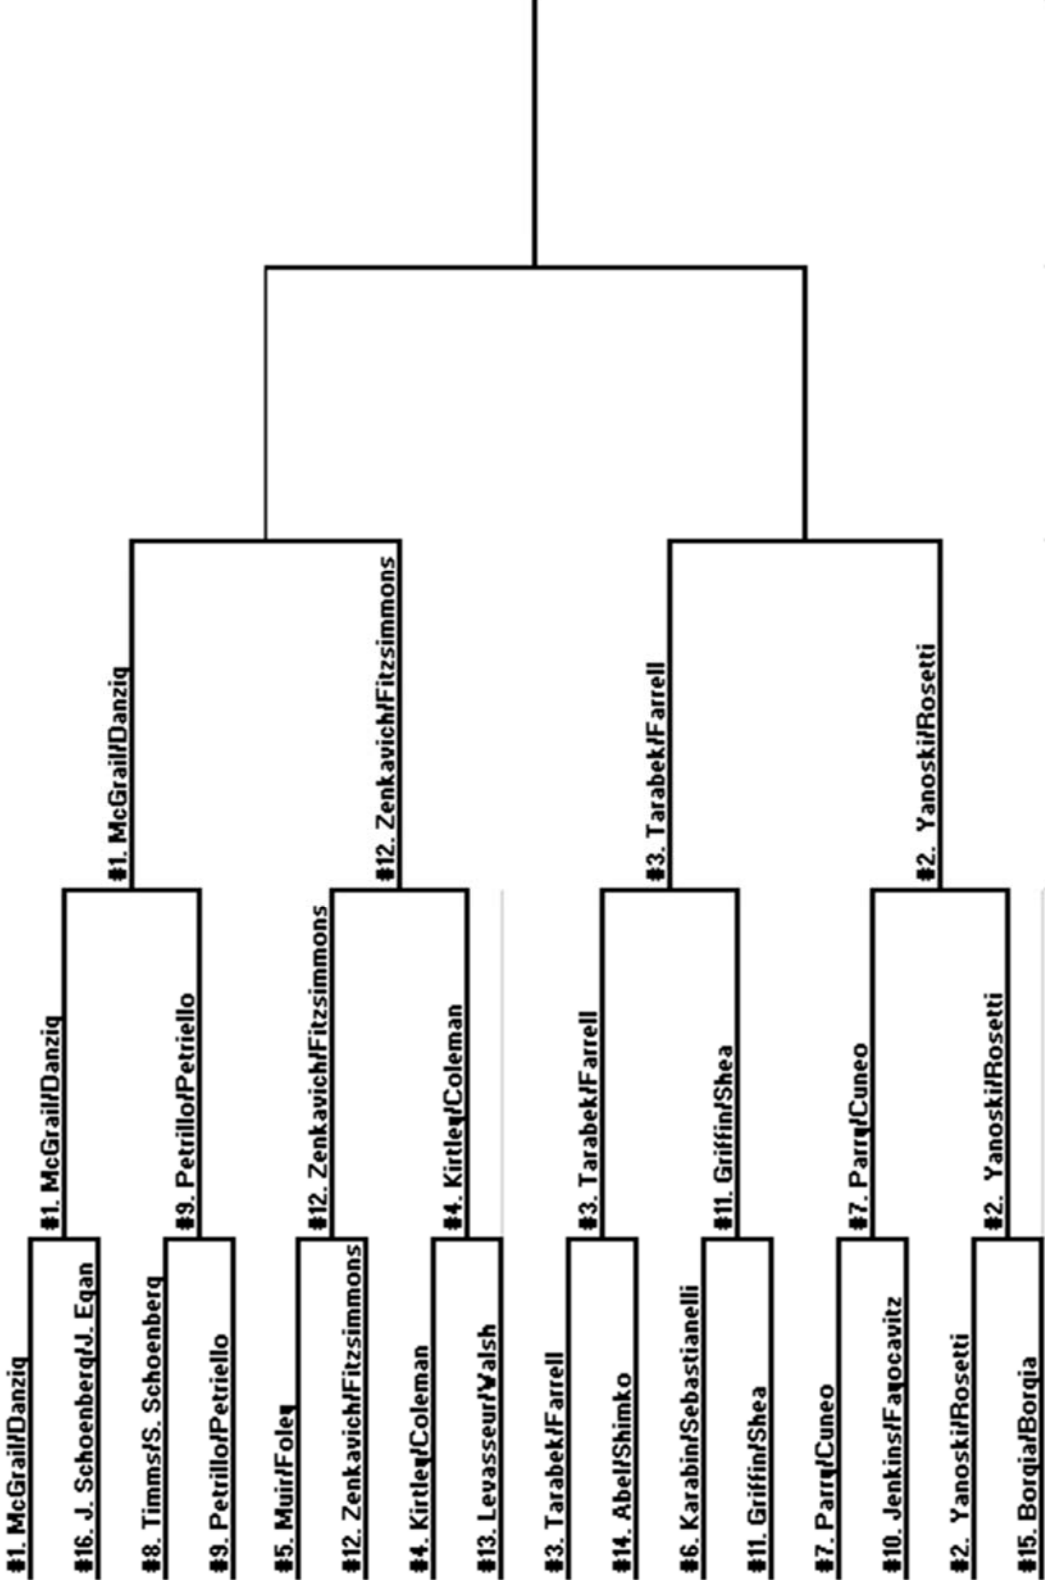 #1. McGrail/Danzig
#16. J. Schoenberg/J. Egan
#8. Timms/S. Schoenberg
#9. Petrillo/Petriello
#5. Muir/Foley
#12. Zenkavich/Fitzsimmons
#4. Kirtley/Coleman
#13. Levasseur/Walsh
#3. Tarabek/Farrell
#14. Abel/Shimko
#6. Karabin/Sebastianelli
#11. Griffin/Shea
#7. Parry/Cuneo
#10. Jenkins/Fayocavitz
#2. Yanoski/Rosetti
#15. Borgia/Borgia
#1. McGrail/Danzig
#9. Petrillo/Petriello
#12. Zenkavich/Fitzsimmons
#4. Kirtley/Coleman
#3. Tarabek/Farrell
#11. Griffin/Shea
#7. Parry/Cuneo
#2. Yanoski/Rosetti
#1. McGrail/Danzig
#12. Zenkavich/Fitzsimmons
#3. Tarabek/Farrell
#2. Yanoski/Rosetti